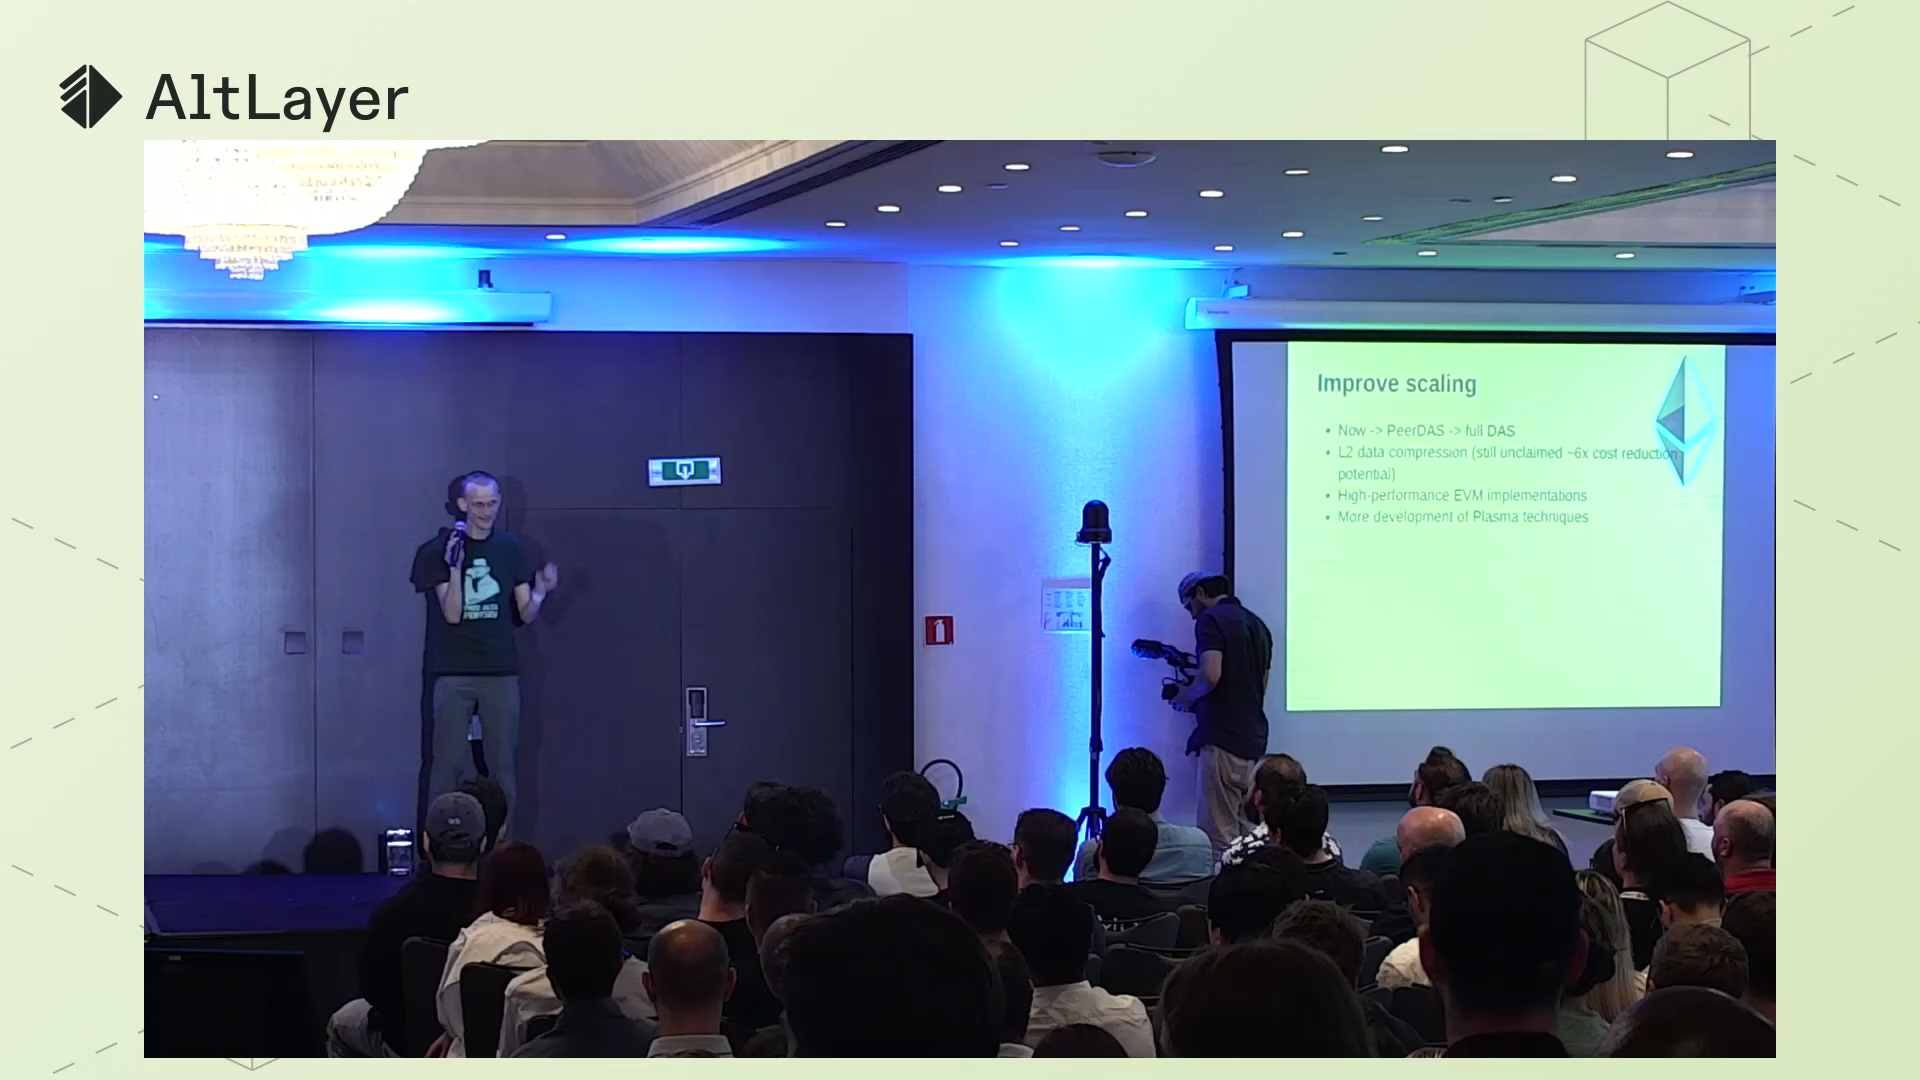 AltLayer
Improve scaling
• Now -> PeerDAS -> full DAS
• L2 data compression (still unclaimed ~6x cost reduction
potential)
• High-performance EVM implementations
• More development of Plasma techniques